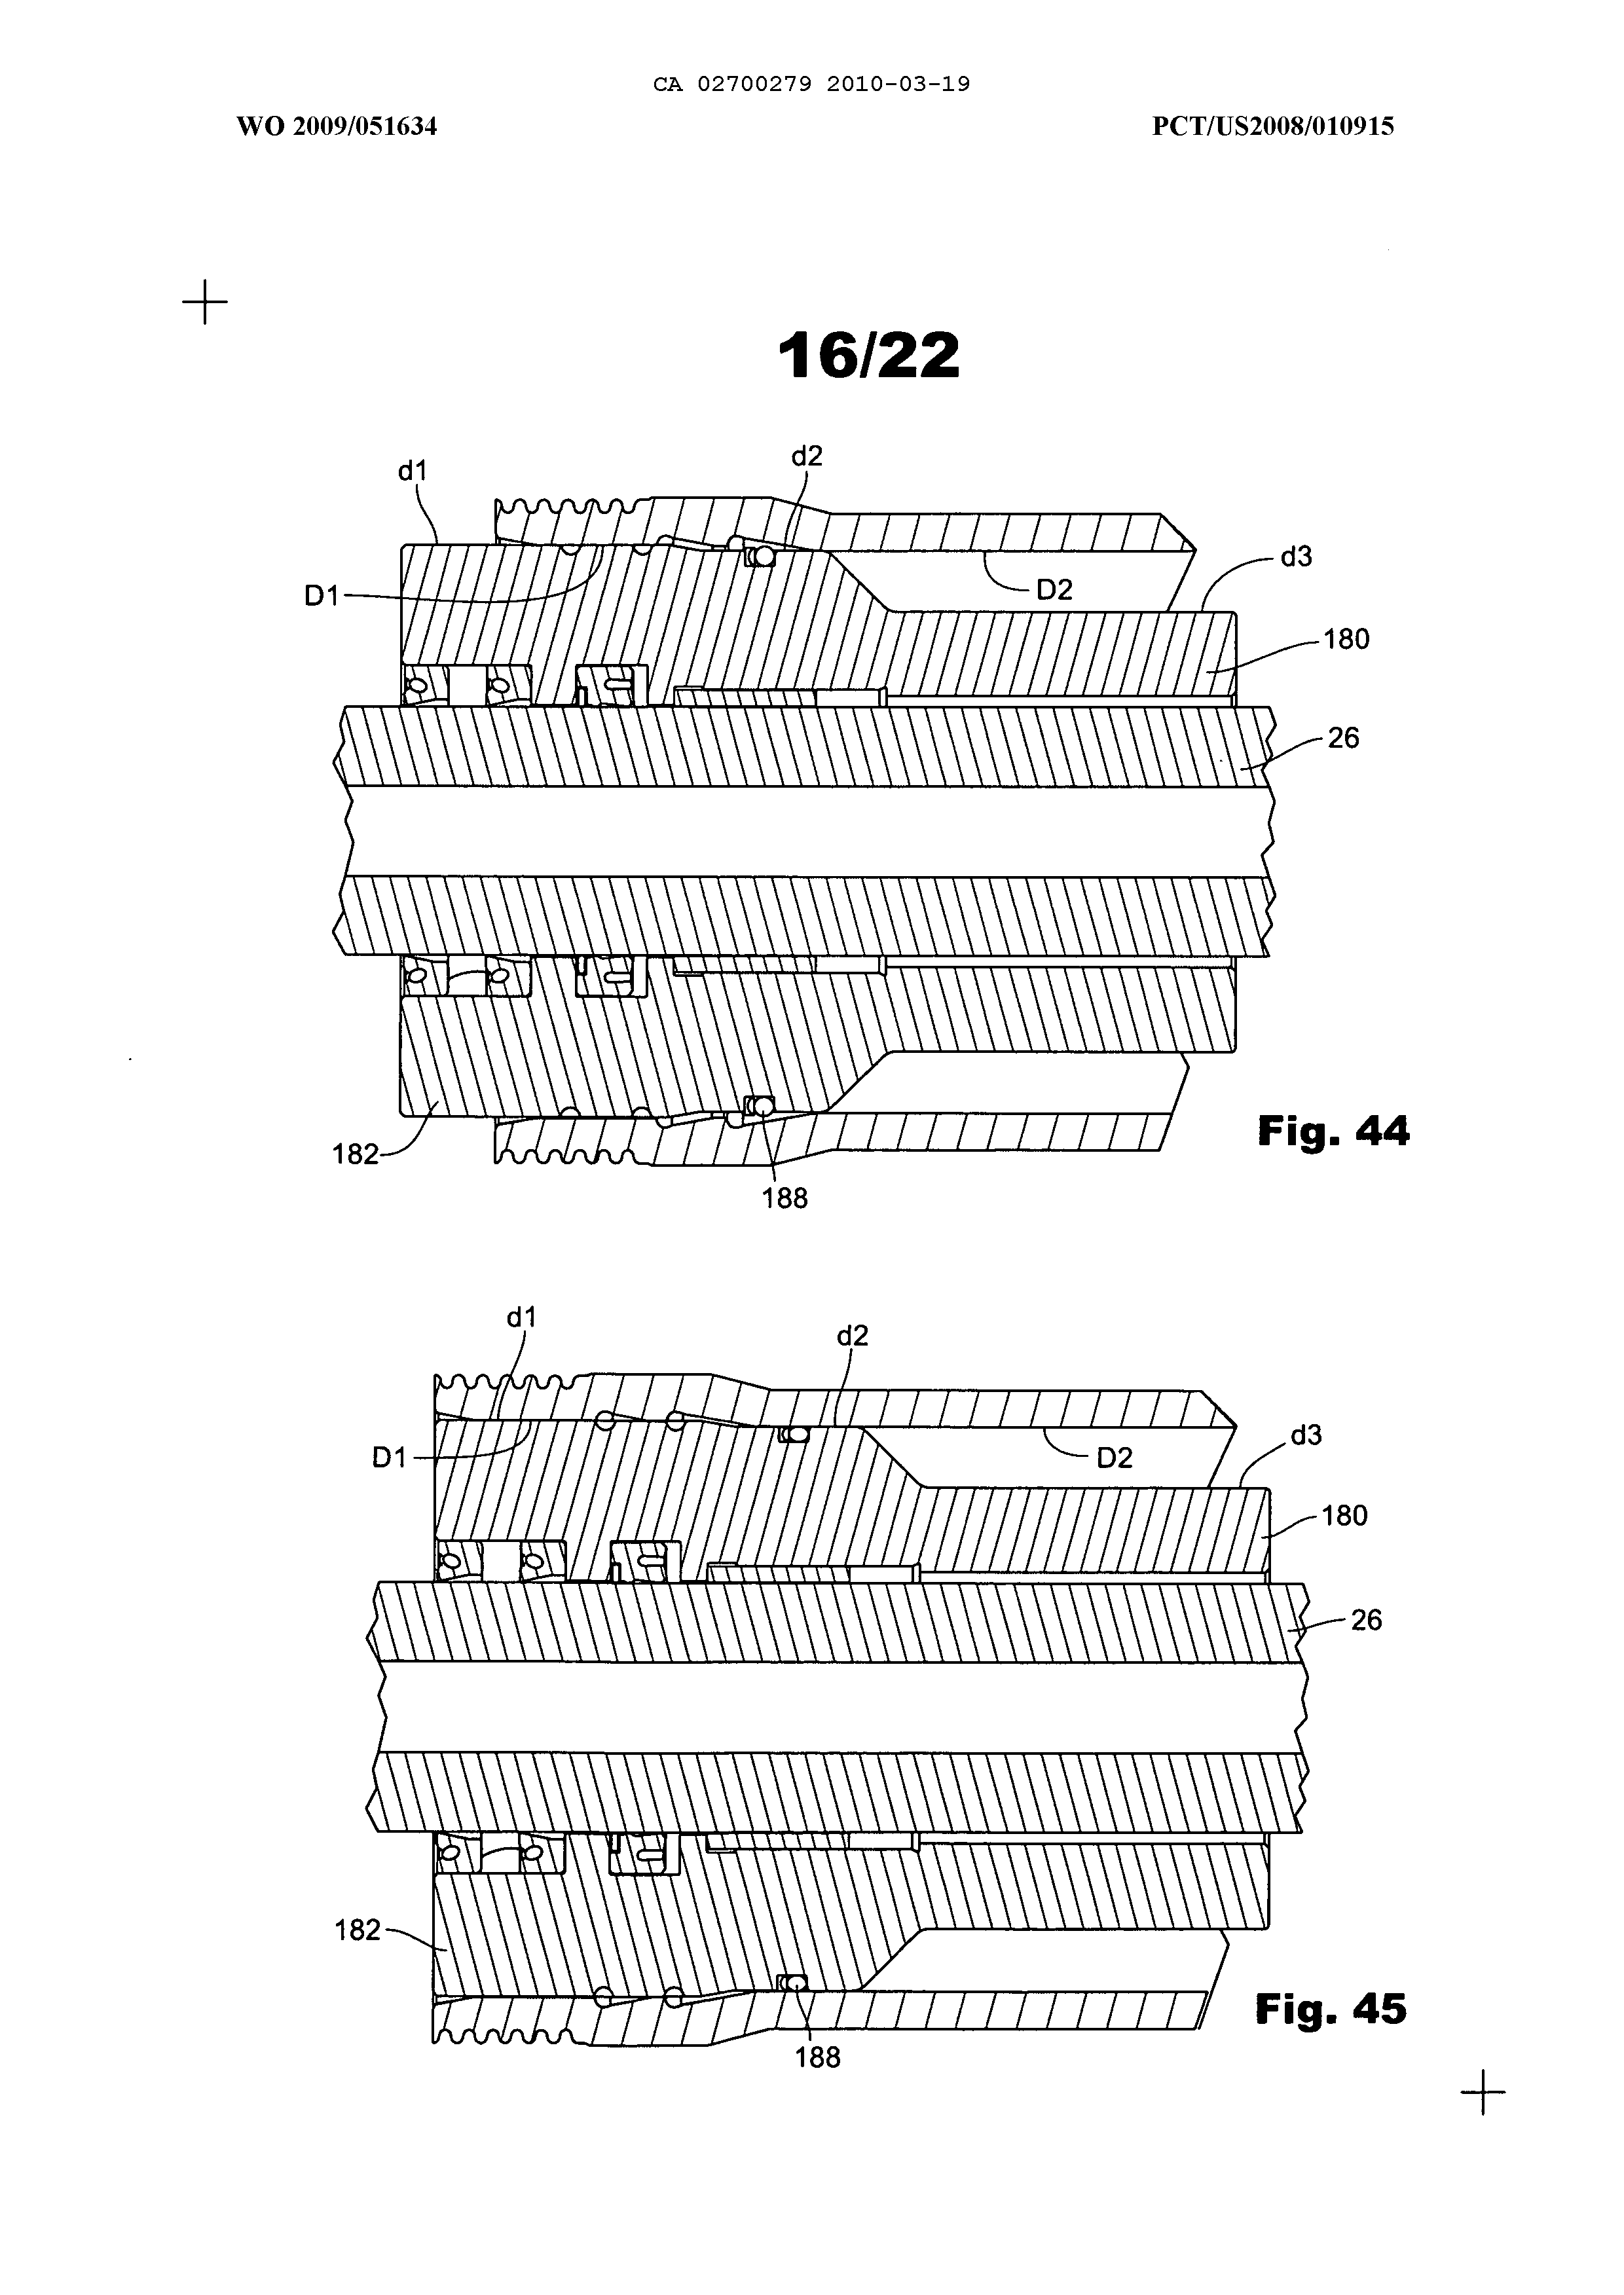 CA 02700279 2010-03-19
WO 2009/051634 PCT/US2008/010915
16/22
d1 d2
d3
D1 D2
180
26
182
188
Fig. 44
d1 d2
d3
D1 D2
180
26
182
188
Fig. 45